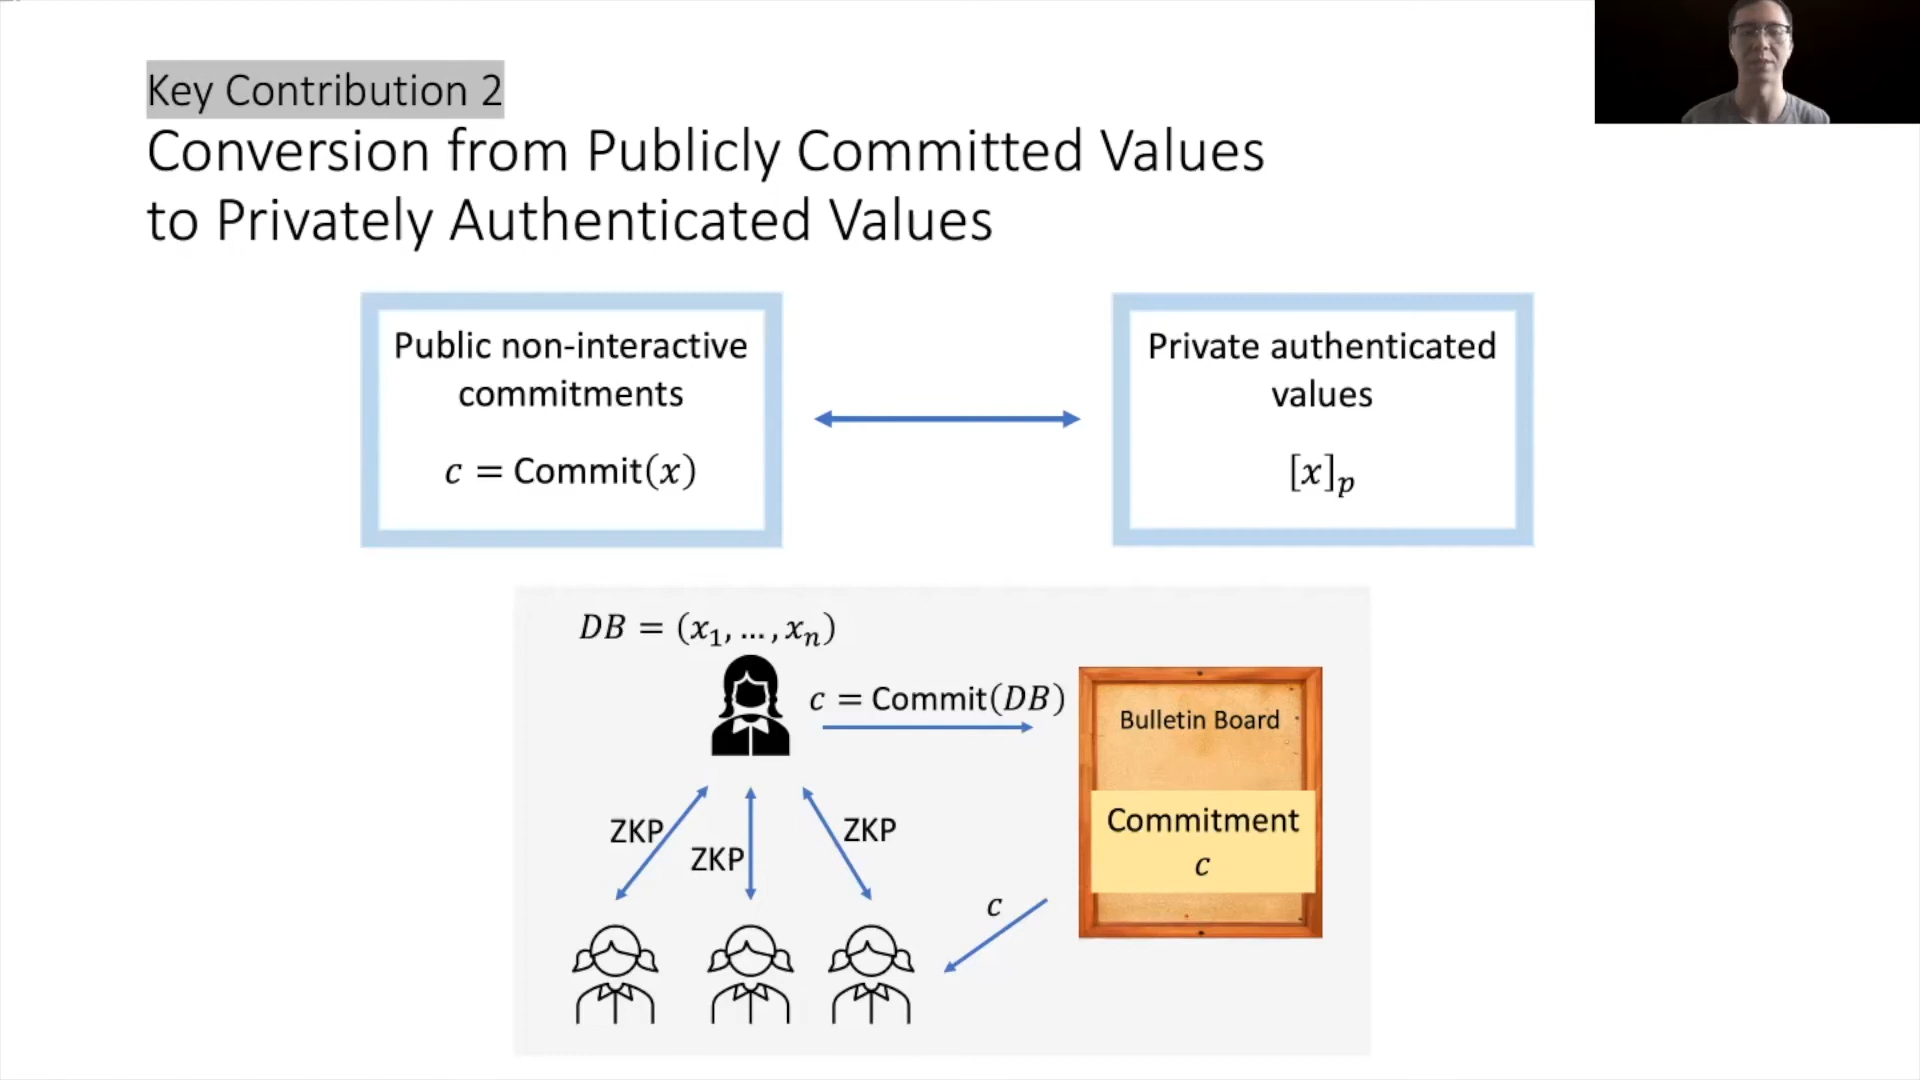 Key Contribution 2
Conversion from Publicly Committed Values
to Privately Authenticated Values
Public non-interactive
commitments
c = Commit(x)
Private authenticated
values
[x]ₚ
DB = (x₁, … , xₙ)
c = Commit(DB)
Bulletin Board
Commitment
c
ZKP
ZKP
ZKP
c